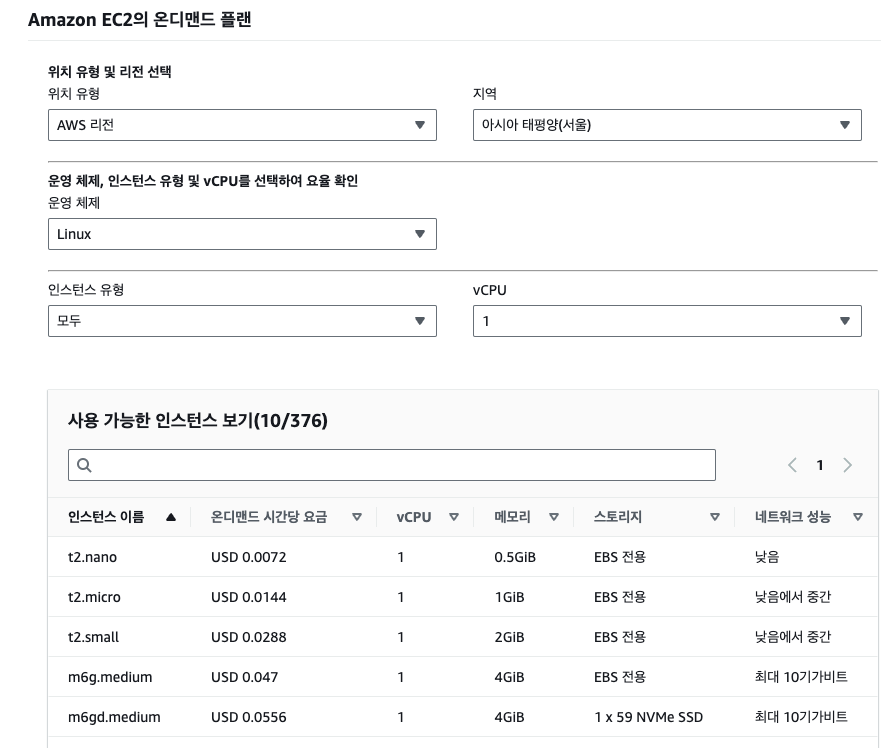 Amazon EC2의 온디맨드 플랜
위치 유형 및 리전 선택
위치 유형
AWS 리전
지역
아시아 태평양(서울)
운영 체제, 인스턴스 유형 및 vCPU를 선택하여 요율 확인
운영 체제
Linux
인스턴스 유형
모두
vCPU
1
사용 가능한 인스턴스 보기(10/376)
1
인스턴스 이름 온디맨드 시간당 요금 vCPU 메모리 스토리지 네트워크 성능
t2.nano USD 0.0072 1 0.5GiB EBS 전용 낮음
t2.micro USD 0.0144 1 1GiB EBS 전용 낮음에서 중간
t2.small USD 0.0288 1 2GiB EBS 전용 낮음에서 중간
m6g.medium USD 0.047 1 4GiB EBS 전용 최대 10기가비트
m6gd.medium USD 0.0556 1 4GiB 1 x 59 NVMe SSD 최대 10기가비트